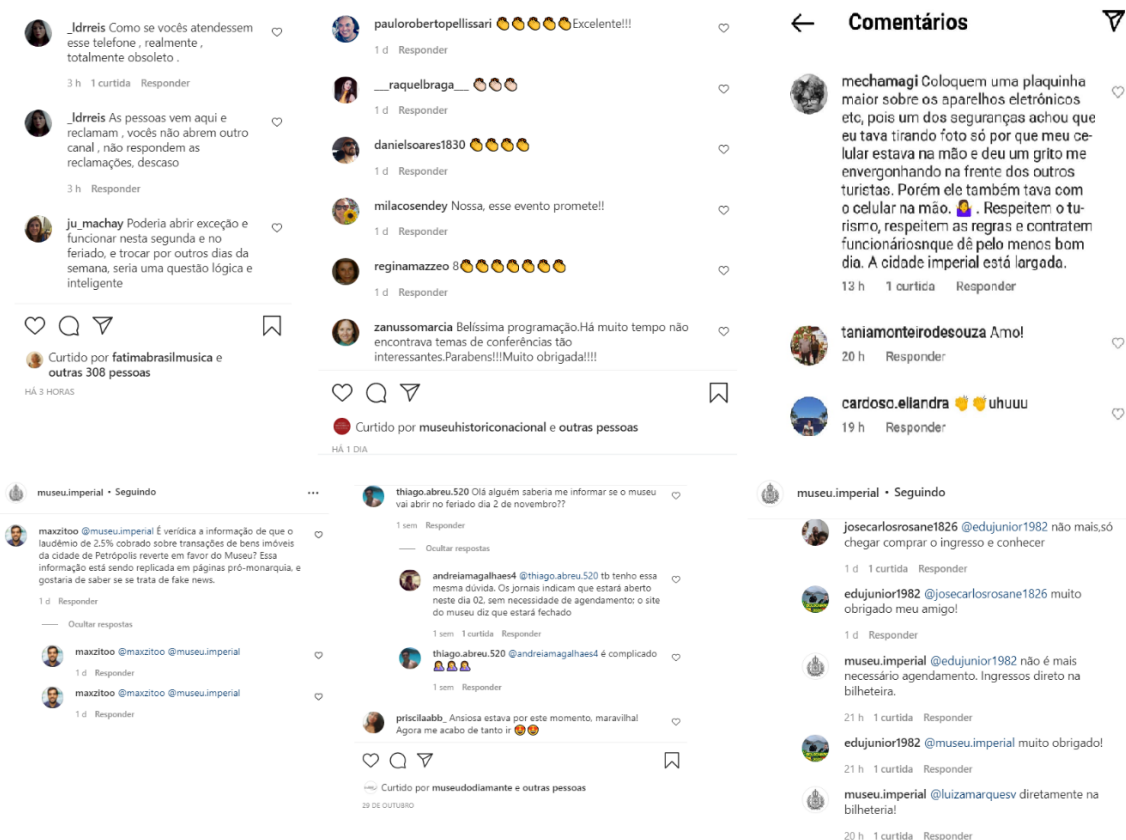 _ldrreis Como se vocês atendessem
esse telefone , realmente ,
totalmente obsoleto .
3 h 1 curtida Responder
_ldrreis As pessoas vem aqui e
reclamam , vocês não abrem outro
canal , não respondem as
reclamações, descaso
3 h Responder
ju_machay Poderia abrir exceção e
funcionar nesta segunda e no
feriado, e trocar por outros dias da
semana, seria uma questão lógica e
inteligente
Curtido por fatimabrasilmusica e
outras 308 pessoas
HÁ 3 HORAS
paulorobertopellissari 👏👏👏👏👏Excelente!!!
1 d Responder
___raquelbraga___ 👏🏻👏🏻👏🏻
1 d Responder
danielsoares1830 👏👏👏👏
1 d Responder
milacosendey Nossa, esse evento promete!!
1 d Responder
reginamazzeo 8👏👏👏👏👏👏👏
1 d Responder
zanussomarcia Belíssima programação.Há muito tempo não
encontrava temas de conferências tão
interessantes.Parabens!!!Muito obrigada!!!!
Curtido por museuhistoriconacional e outras pessoas
HÁ 1 DIA
Comentários
mechamagi Coloquem uma plaquinha
maior sobre os aparelhos eletrônicos
etc, pois um dos seguranças achou que
eu tava tirando foto só por que meu ce-
lular estava na mão e deu um grito me
envergonhando na frente dos outros
turistas. Porém ele também tava com
o celular na mão. 🤷‍♀️ . Respeitem o tu-
rismo, respeitem as regras e contratem
funcionáriosnque dê pelo menos bom
dia. A cidade imperial está largada.
13 h 1 curtida Responder
taniamonteirodesouza Amo!
20 h Responder
cardoso.eliandra 👏👏uhuuu
19 h Responder
museu.imperial • Seguindo
maxzitoo @museu.imperial É verídica a informação de que o
laudêmio de 2.5% cobrado sobre transações de bens imóveis
da cidade de Petrópolis reverte em favor do Museu? Essa
informação está sendo replicada em páginas pró-monarquia, e
gostaria de saber se se trata de fake news.
1 d Responder
Ocultar respostas
maxzitoo @maxzitoo @museu.imperial
1 d Responder
maxzitoo @maxzitoo @museu.imperial
1 d Responder
thiago.abreu.520 Olá alguém saberia me informar se o museu
vai abrir no feriado dia 2 de novembro??
1 sem Responder
Ocultar respostas
andreiamagalhaes4 @thiago.abreu.520 tb tenho essa
mesma dúvida. Os jornais indicam que estará aberto
neste dia 02, sem necessidade de agendamento: o site
do museu diz que estará fechado
1 sem 1 curtida Responder
thiago.abreu.520 @andreiamagalhaes4 é complicado
🤷‍♀️🤷‍♀️🤷‍♀️
1 sem Responder
priscilaabb_ Ansiosa estava por este momento, maravilha!
Agora me acabo de tanto ir 😍😍
Curtido por museudodiamante e outras pessoas
29 DE OUTUBRO
museu.imperial • Seguindo
josecarlosrosane1826 @edujunior1982 não mais,só
chegar comprar o ingresso e conhecer
1 d 1 curtida Responder
edujunior1982 @josecarlosrosane1826 muito
obrigado meu amigo!
1 d Responder
museu.imperial @edujunior1982 não é mais
necessário agendamento. Ingressos direto na
bilheteira.
21 h 1 curtida Responder
edujunior1982 @museu.imperial muito obrigado!
21 h 1 curtida Responder
museu.imperial @luizamarquesv diretamente na
bilheteria!
20 h 1 curtida Responder